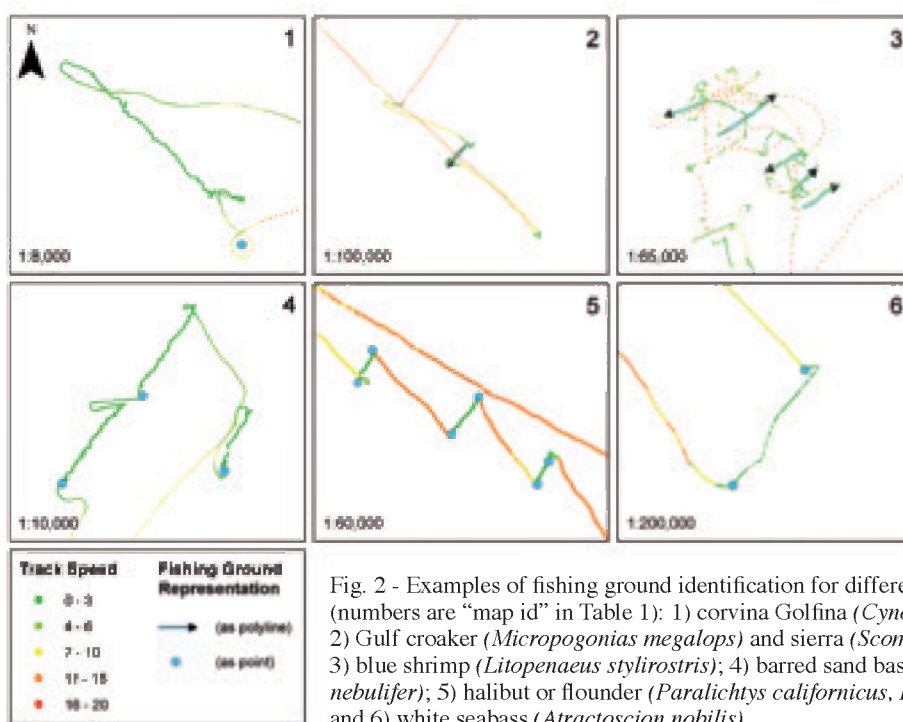 1
N
1:8,000
2
1:100,000
3
1:65,000
4
1:10,000
5
1:60,000
6
1:200,000
Track Speed
0 - 3
4 - 6
7 - 10
11 - 15
16 - 20
Fishing Ground
Representation
(as polyline)
(as point)
Fig. 2 - Examples of fishing ground identification for differe
(numbers are “map id” in Table 1): 1) corvina Golfina (Cyno
2) Gulf croaker (Micropogonias megalops) and sierra (Scom
3) blue shrimp (Litopenaeus stylirostris); 4) barred sand bas
nebulifer); 5) halibut or flounder (Paralichtys californicus,
and 6) white seabass (Atractoscion nobilis)